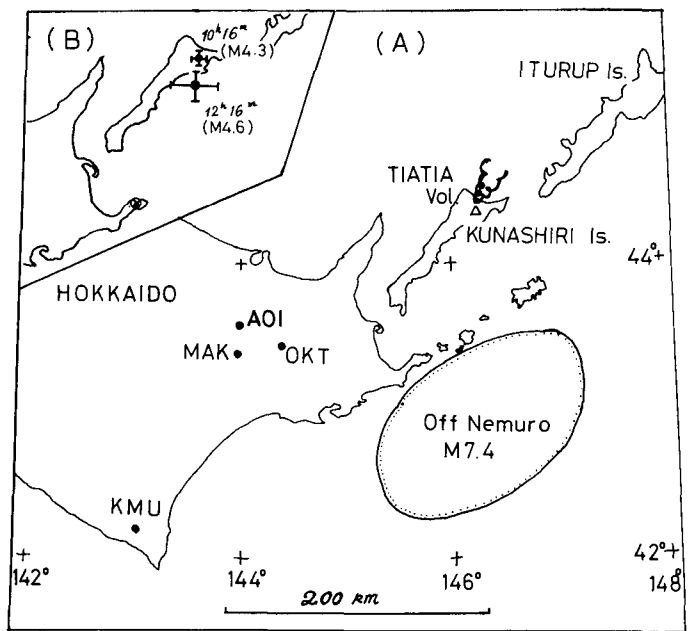 (B)
10ʰ16ᵐ
(M4.3)
12ʰ16ᵐ
(M4.6)
(A)
ITURUP Is.
TIATIA
Vol.
KUNASHIRI Is.
44°
HOKKAIDO
AOI
MAK
OKT
Off Nemuro
M7.4
KMU
42°
142°
144°
146°
148°
200 km